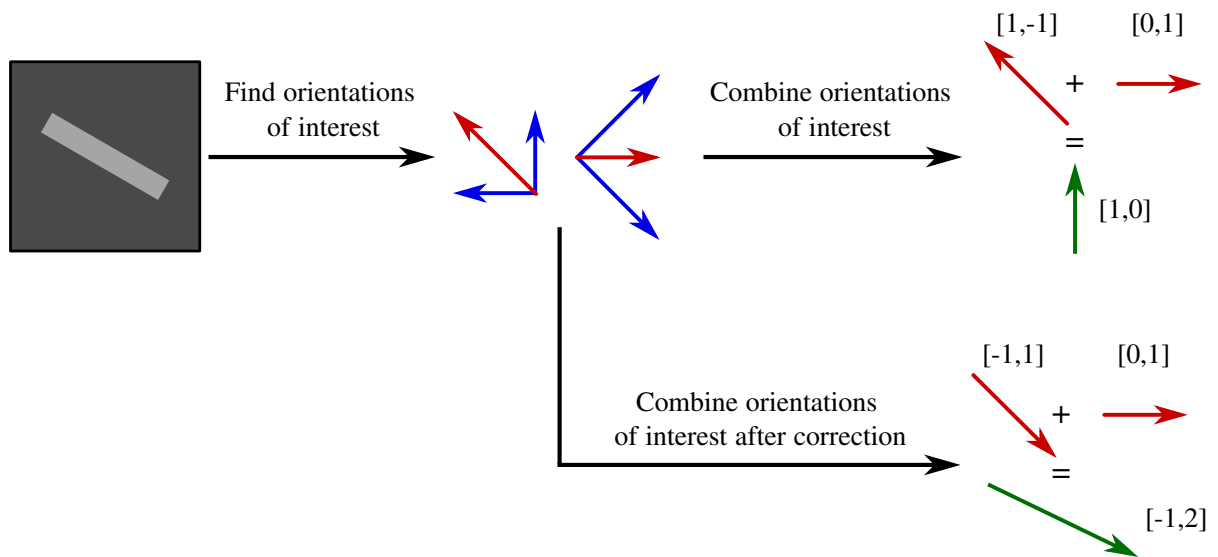 Find orientations
of interest
Combine orientations
of interest
[1,-1]
[0,1]
+
=
[1,0]
Combine orientations
of interest after correction
[-1,1]
[0,1]
+
=
[-1,2]